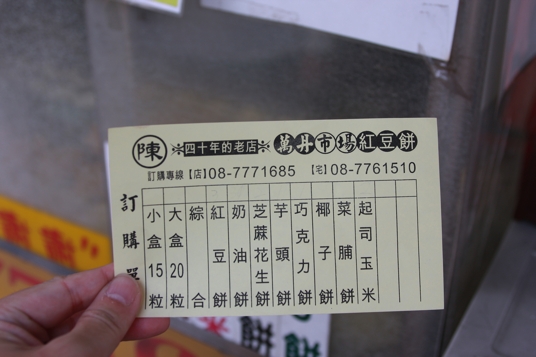 陳 ※四十年的老店※ 萬丹市場紅豆餅
訂購專線【店】08-7771685 【宅】08-7761510
訂購單
小盒15粒
大盒20粒
綜合
紅豆餅
奶油餅
芝蔴花生餅
芋頭餅
巧克力餅
椰子餅
菜脯餅
起司玉米